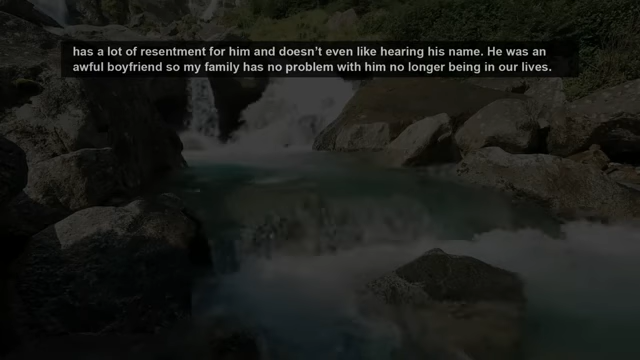 has a lot of resentment for him and doesn’t even like hearing his name. He was an
awful boyfriend so my family has no problem with him no longer being in our lives.